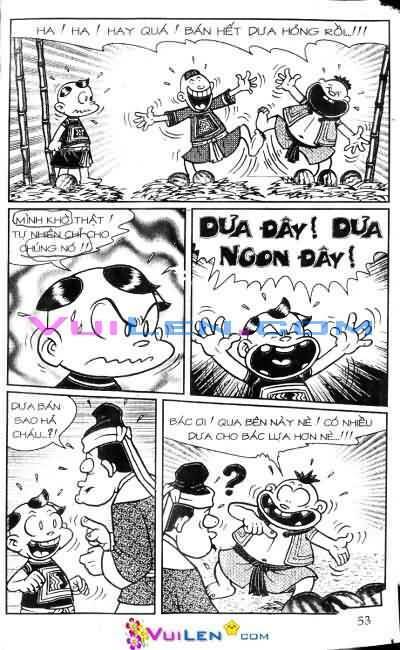 HA! HA! HAY QUÁ! BÁN HẾT DƯA HỎNG RỒI...!!!
MÌNH KHỜ THẬT!
TỰ NHIÊN CHỈ CHO
CHÚNG NÓ!!
DƯA ĐÂY! DƯA
NGON ĐÂY!
VUILEN.COM
DƯA BÁN
SAO HẢ
CHÁU..?!
BÁC ƠI! QUA BÊN NÀY NÈ! CÓ NHIỀU
DƯA CHO BÁC LỰA HƠN NÈ..!!!
?
53
VUILEN.COM